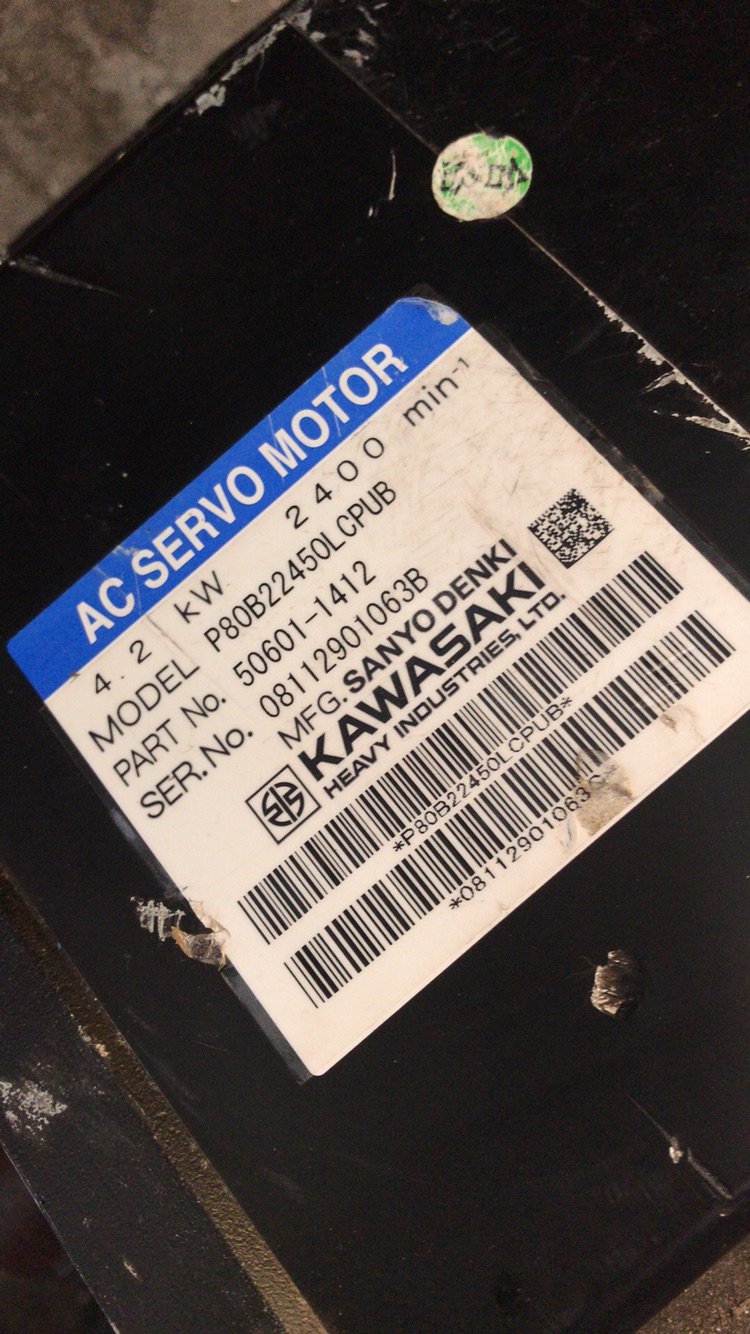 AC SERVO MOTOR
4.2 kW 2400 min⁻¹
MODEL P80B22450LCPUB
PART No. 50601-1412
SER.No. 08112901063B
MFG. SANYO DENKI
KAWASAKI
HEAVY INDUSTRIES, LTD.
*P80B22450LCPUB*
*08112901063